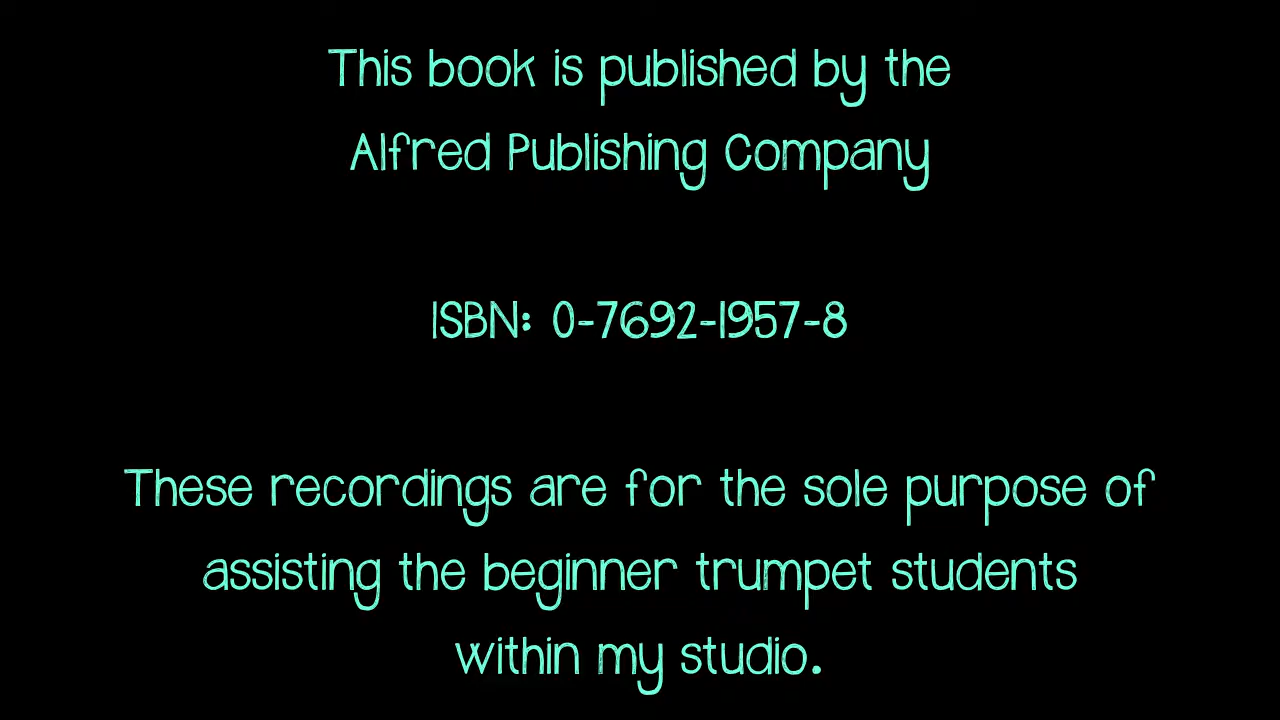 This book is published by the
Alfred Publishing Company
ISBN: 0-7692-1957-8
These recordings are for the sole purpose of
assisting the beginner trumpet students
within my studio.